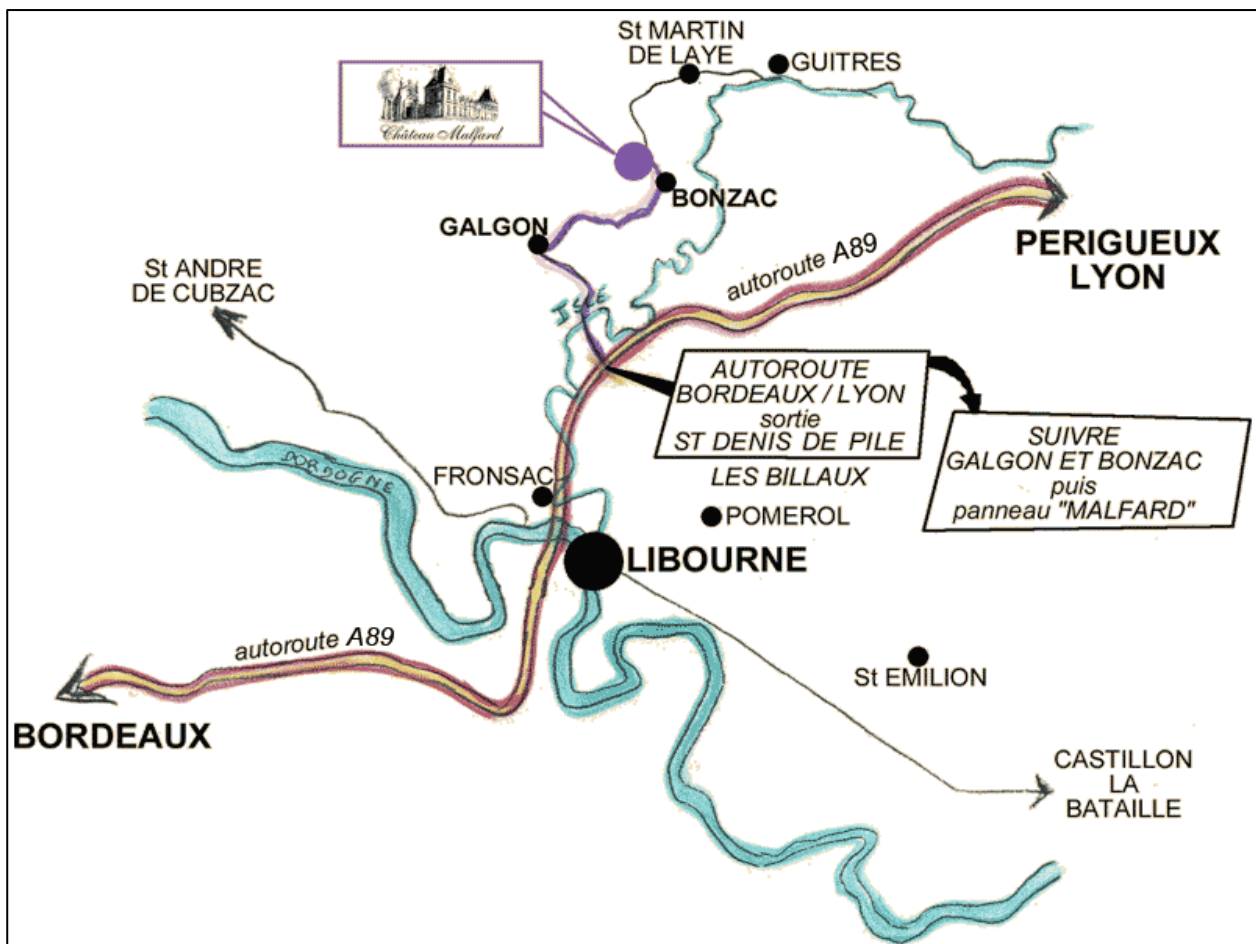 St MARTIN
DE LAYE
GUITRES
Château Malfard
BONZAC
GALGON
autoroute A89
PERIGUEUX
LYON
St ANDRE
DE CUBZAC
ISLE
AUTOROUTE
BORDEAUX / LYON
sortie
ST DENIS DE PILE
SUIVRE
GALGON ET BONZAC
puis
panneau "MALFARD"
DORDOGNE
FRONSAC
LES BILLAUX
POMEROL
LIBOURNE
autoroute A89
St EMILION
BORDEAUX
CASTILLON
LA
BATAILLE